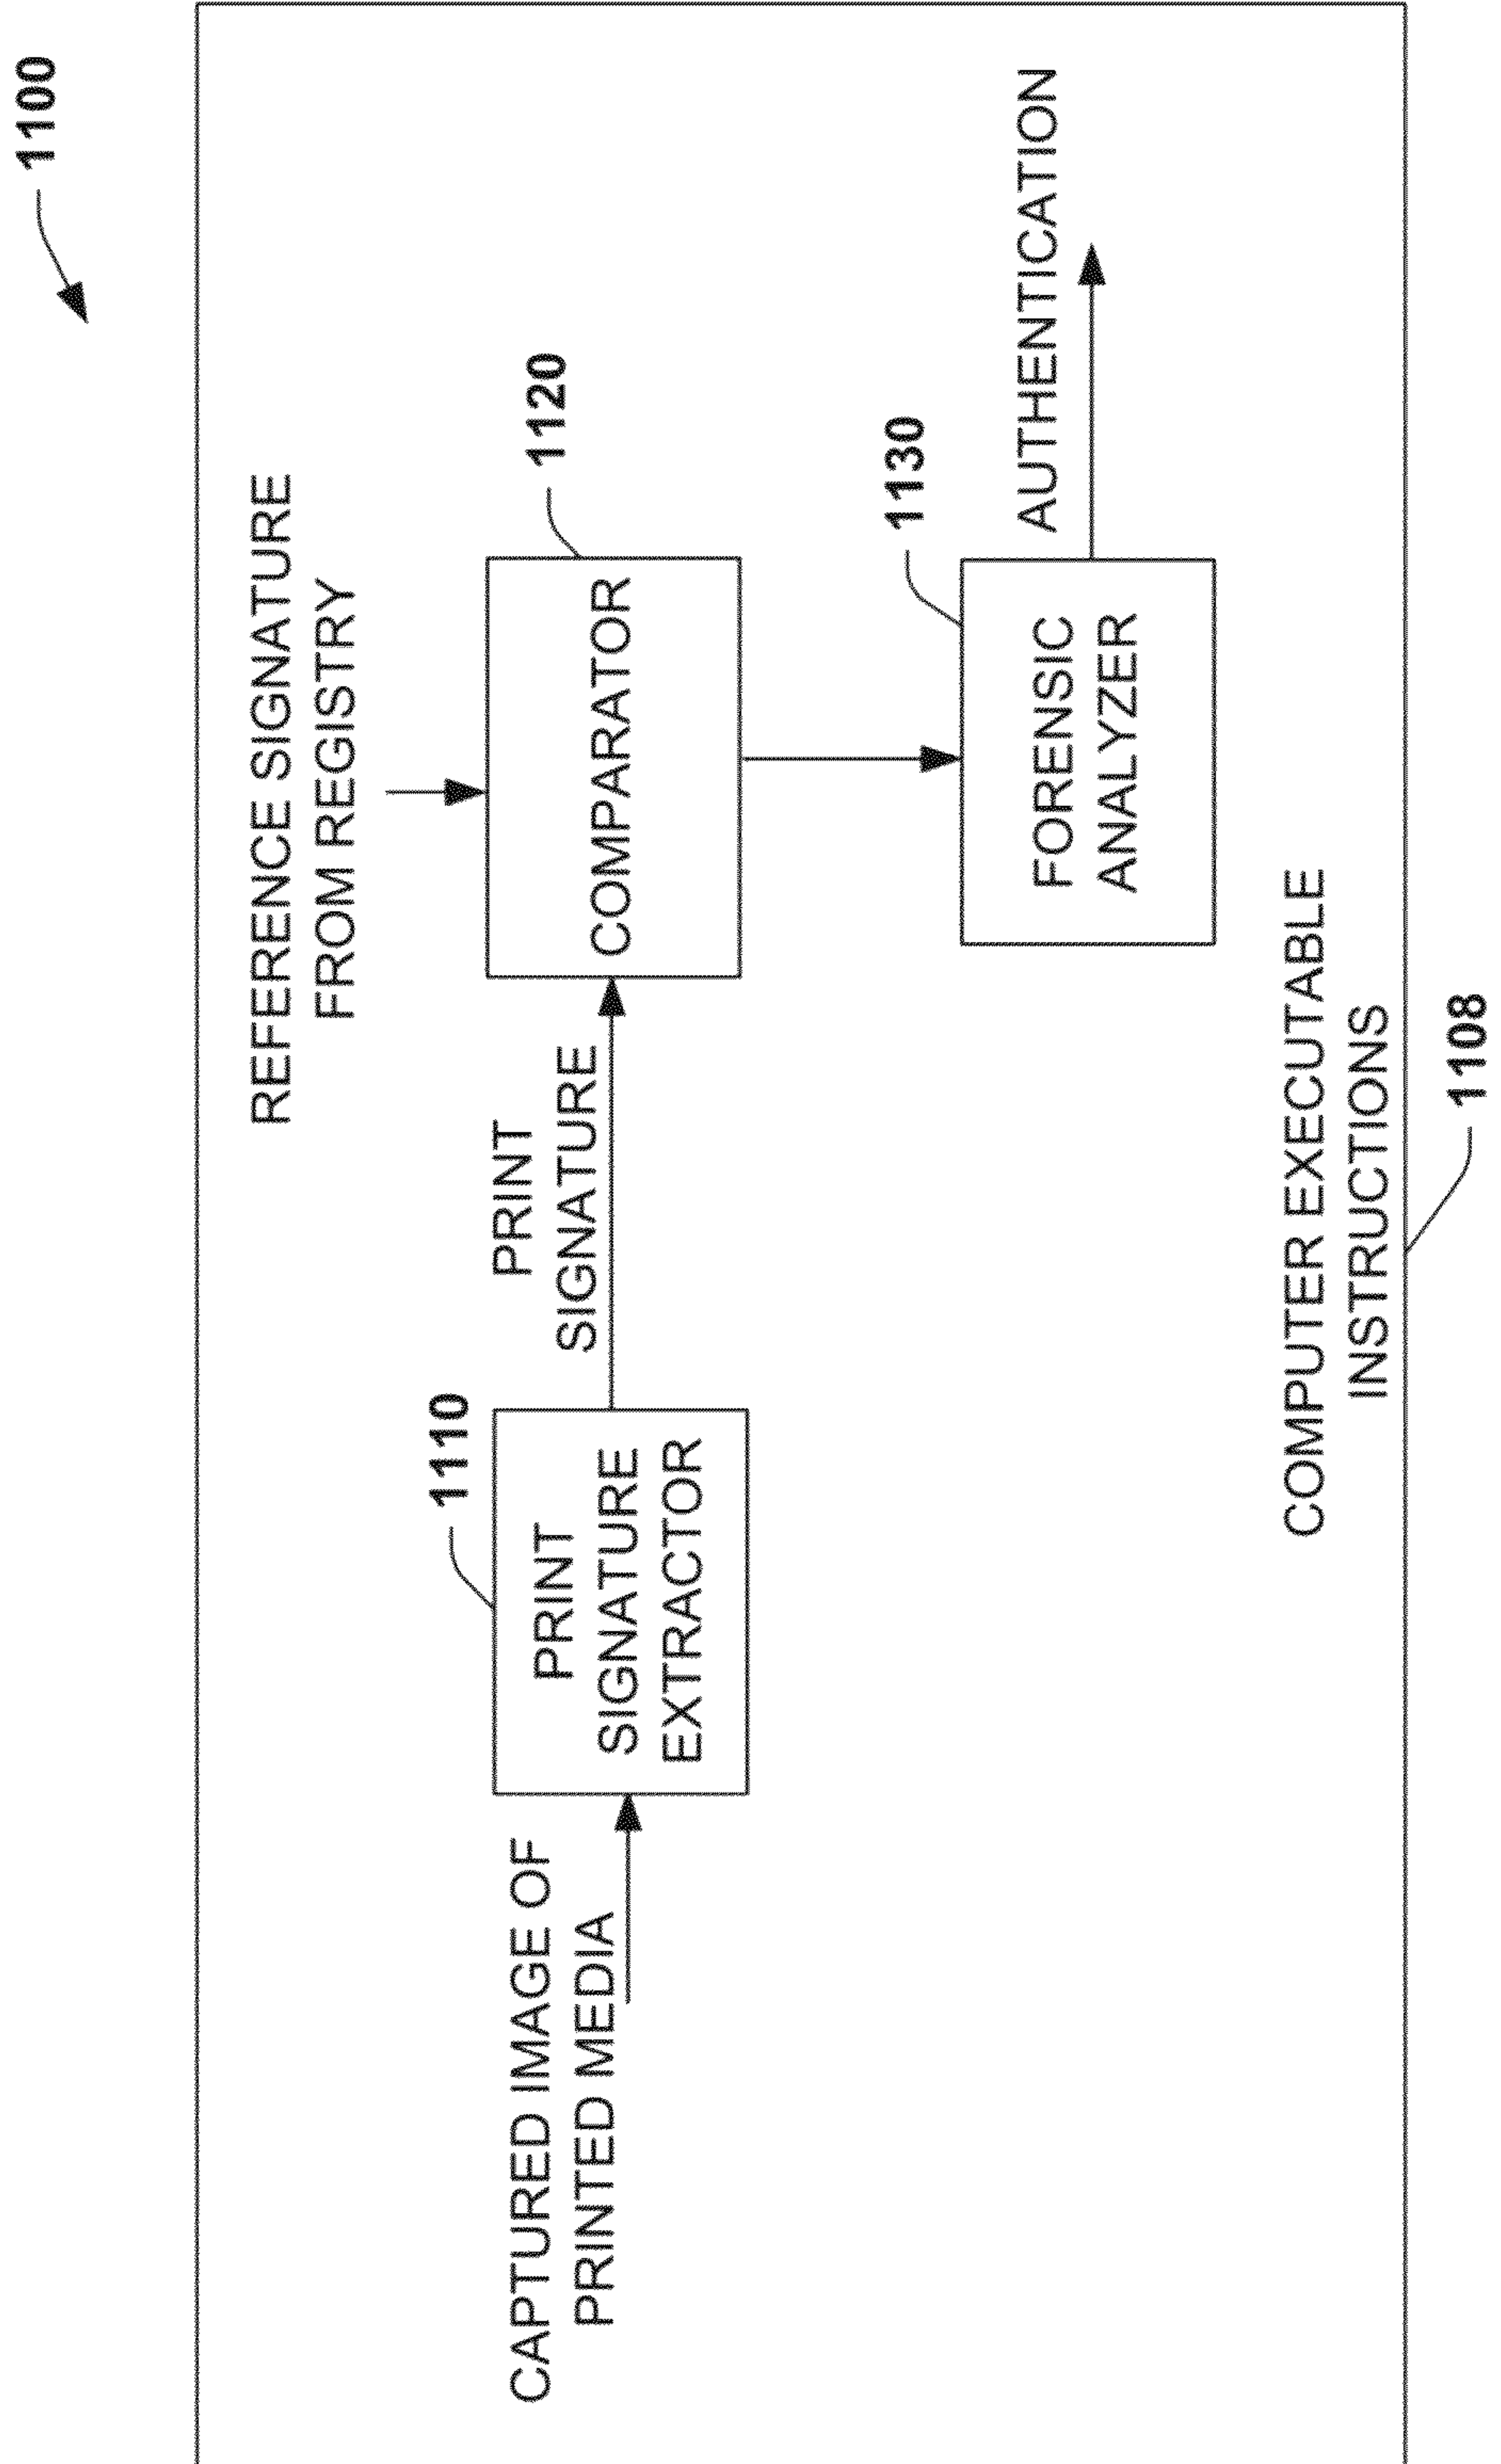 1100
REFERENCE SIGNATURE
FROM REGISTRY
CAPTURED IMAGE OF
PRINTED MEDIA
1110
PRINT
SIGNATURE
EXTRACTOR
PRINT
SIGNATURE
1120
COMPARATOR
1130
FORENSIC
ANALYZER
AUTHENTICATION
COMPUTER EXECUTABLE
INSTRUCTIONS
1108